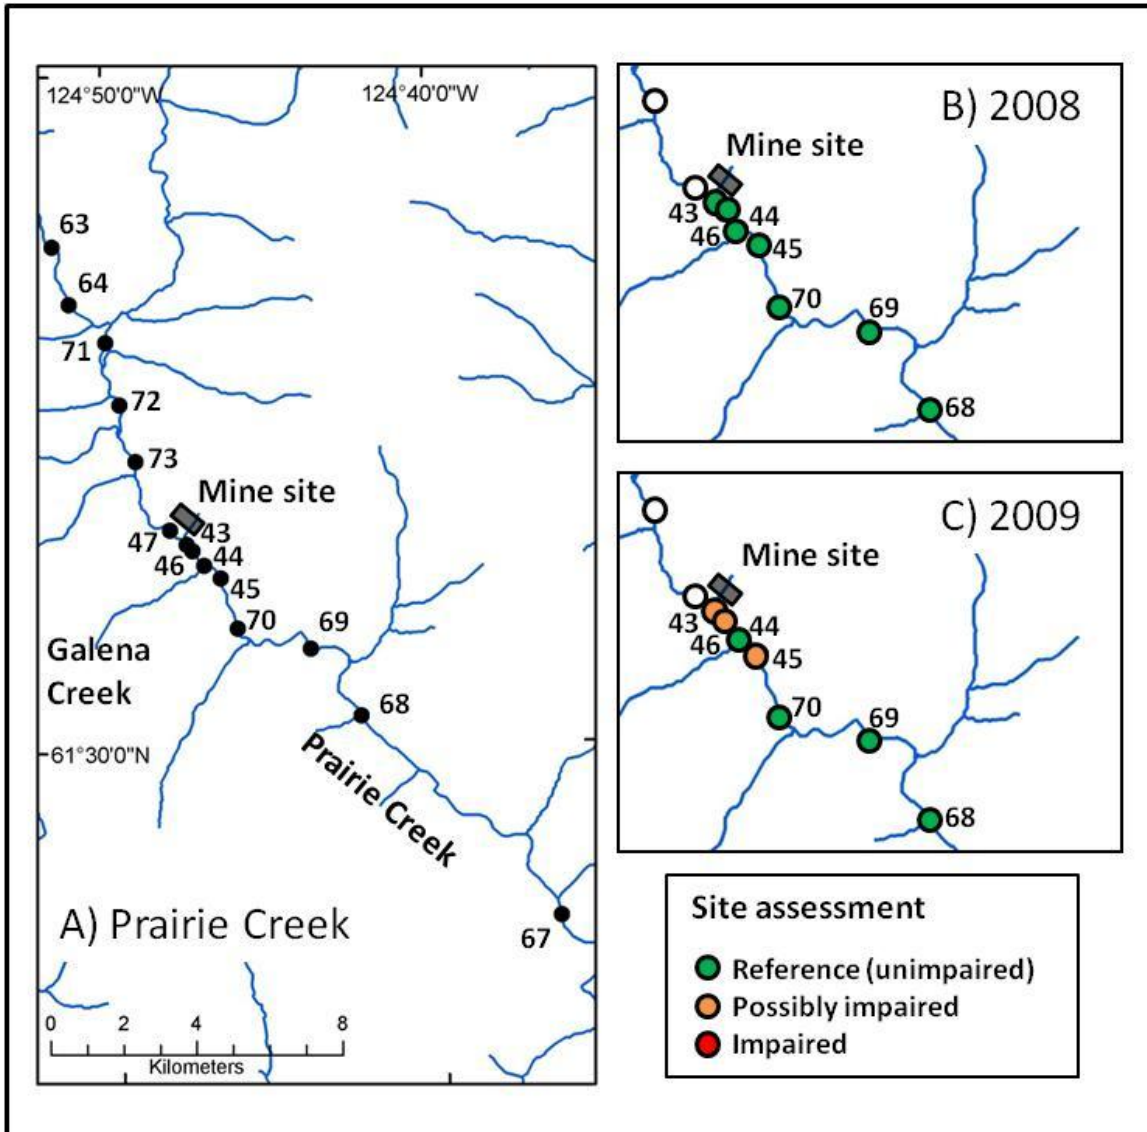 124°50'0"W
124°40'0"W
63
64
71
72
73
Mine site
47
43
46
44
45
70
69
Galena
Creek
68
61°30'0"N
Prairie Creek
67
A) Prairie Creek
0 2 4 8
Kilometers
B) 2008
Mine site
43
44
46
45
70
69
68
C) 2009
Mine site
43
44
46
45
70
69
68
Site assessment
Reference (unimpaired)
Possibly impaired
Impaired